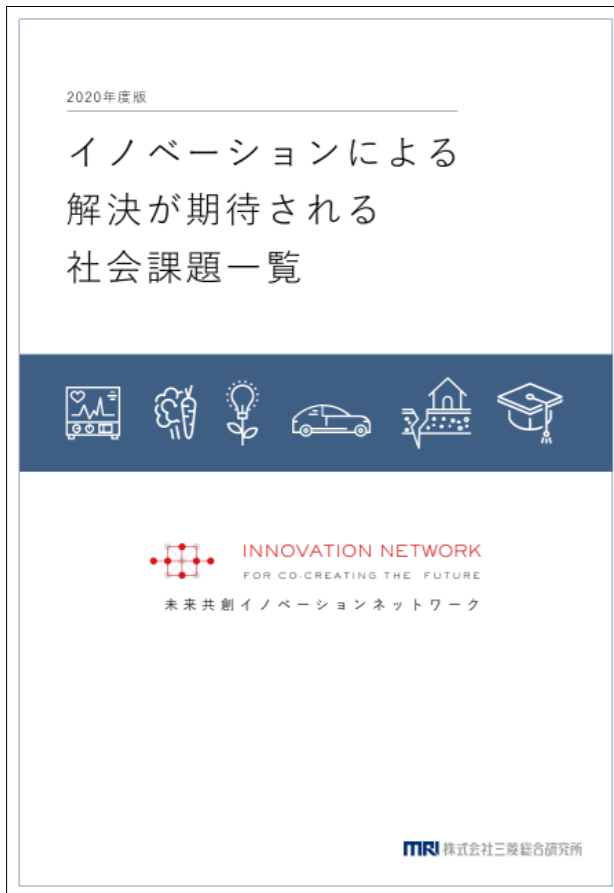 2020年度版
イノベーションによる
解決が期待される
社会課題一覧
INNOVATION NETWORK
FOR CO-CREATING THE FUTURE
未来共創イノベーションネットワーク
MRI 株式会社三菱総合研究所